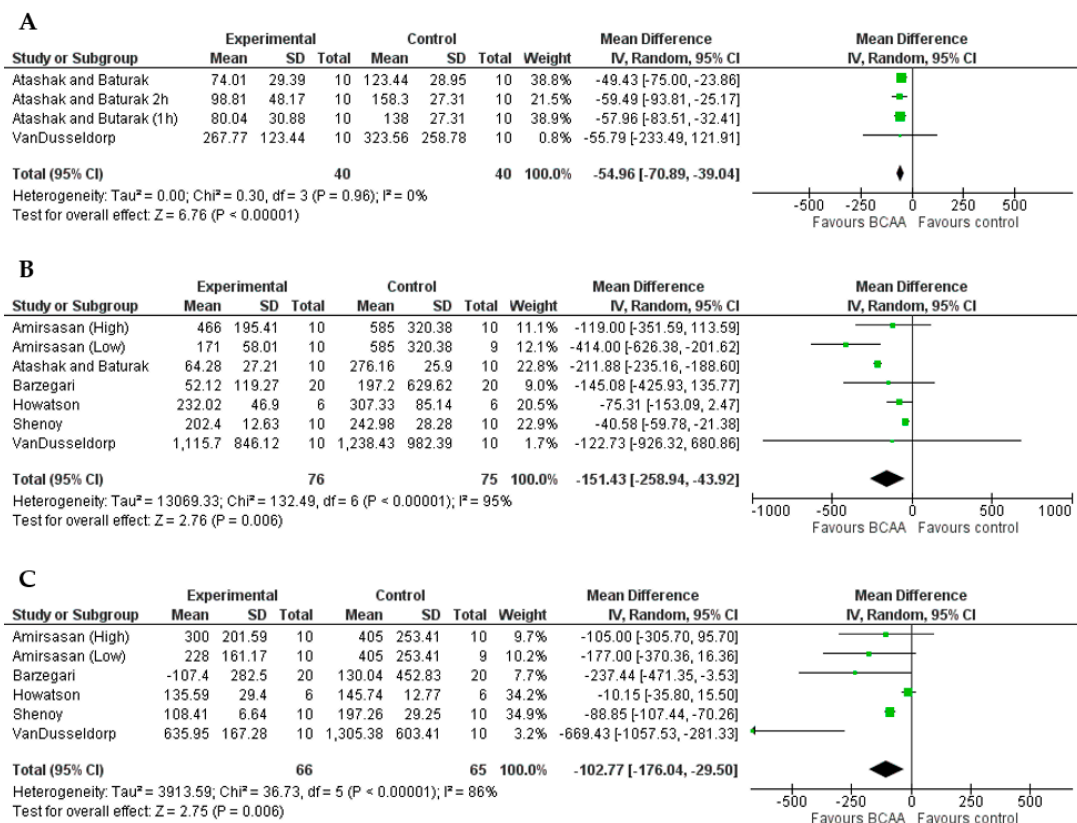 A
Experimental Control Mean Difference Mean Difference
Study or Subgroup Mean SD Total Mean SD Total Weight IV, Random, 95% CI IV, Random, 95% CI
Atashak and Baturak 74.01 29.39 10 123.44 28.95 10 38.8% -49.43 [-75.00, -23.86]
Atashak and Baturak 2h 98.81 48.17 10 158.3 27.31 10 21.5% -59.49 [-93.81, -25.17]
Atashak and Butarak (1h) 80.04 30.88 10 138 27.31 10 38.9% -57.96 [-83.51, -32.41]
VanDusseldorp 267.77 123.44 10 323.56 258.78 10 0.8% -55.79 [-233.49, 121.91]
Total (95% CI) 40 40 100.0% -54.96 [-70.89, -39.04]
Heterogeneity: Tau² = 0.00; Chi² = 0.30, df = 3 (P = 0.96); I² = 0%
Test for overall effect: Z = 6.76 (P < 0.00001)
-500 -250 0 250 500
Favours BCAA Favours control
B
Experimental Control Mean Difference Mean Difference
Study or Subgroup Mean SD Total Mean SD Total Weight IV, Random, 95% CI IV, Random, 95% CI
Amirsasan (High) 466 195.41 10 585 320.38 10 11.1% -119.00 [-351.59, 113.59]
Amirsasan (Low) 171 58.01 10 585 320.38 9 12.1% -414.00 [-626.38, -201.62]
Atashak and Baturak 64.28 27.21 10 276.16 25.9 10 22.8% -211.88 [-235.16, -188.60]
Barzegari 52.12 119.27 20 197.2 629.62 20 9.0% -145.08 [-425.93, 135.77]
Howatson 232.02 46.9 6 307.33 85.14 6 20.5% -75.31 [-153.09, 2.47]
Shenoy 202.4 12.63 10 242.98 28.28 10 22.9% -40.58 [-59.78, -21.38]
VanDusseldorp 1,115.7 846.12 10 1,238.43 982.39 10 1.7% -122.73 [-926.32, 680.86]
Total (95% CI) 76 75 100.0% -151.43 [-258.94, -43.92]
Heterogeneity: Tau² = 13069.33; Chi² = 132.49, df = 6 (P < 0.00001); I² = 95%
Test for overall effect: Z = 2.76 (P = 0.006)
-1000 -500 0 500 1000
Favours BCAA Favours control
C
Experimental Control Mean Difference Mean Difference
Study or Subgroup Mean SD Total Mean SD Total Weight IV, Random, 95% CI IV, Random, 95% CI
Amirsasan (High) 300 201.59 10 405 253.41 10 9.7% -105.00 [-305.70, 95.70]
Amirsasan (Low) 228 161.17 10 405 253.41 9 10.2% -177.00 [-370.36, 16.36]
Barzegari -107.4 282.5 20 130.04 452.83 20 7.7% -237.44 [-471.35, -3.53]
Howatson 135.59 29.4 6 145.74 12.77 6 34.2% -10.15 [-35.80, 15.50]
Shenoy 108.41 6.64 10 197.26 29.25 10 34.9% -88.85 [-107.44, -70.26]
VanDusseldorp 635.95 167.28 10 1,305.38 603.41 10 3.2% -669.43 [-1057.53, -281.33]
Total (95% CI) 66 65 100.0% -102.77 [-176.04, -29.50]
Heterogeneity: Tau² = 3913.59; Chi² = 36.73, df = 5 (P < 0.00001); I² = 86%
Test for overall effect: Z = 2.75 (P = 0.006)
-500 -250 0 250 500
Favours BCAA Favours control